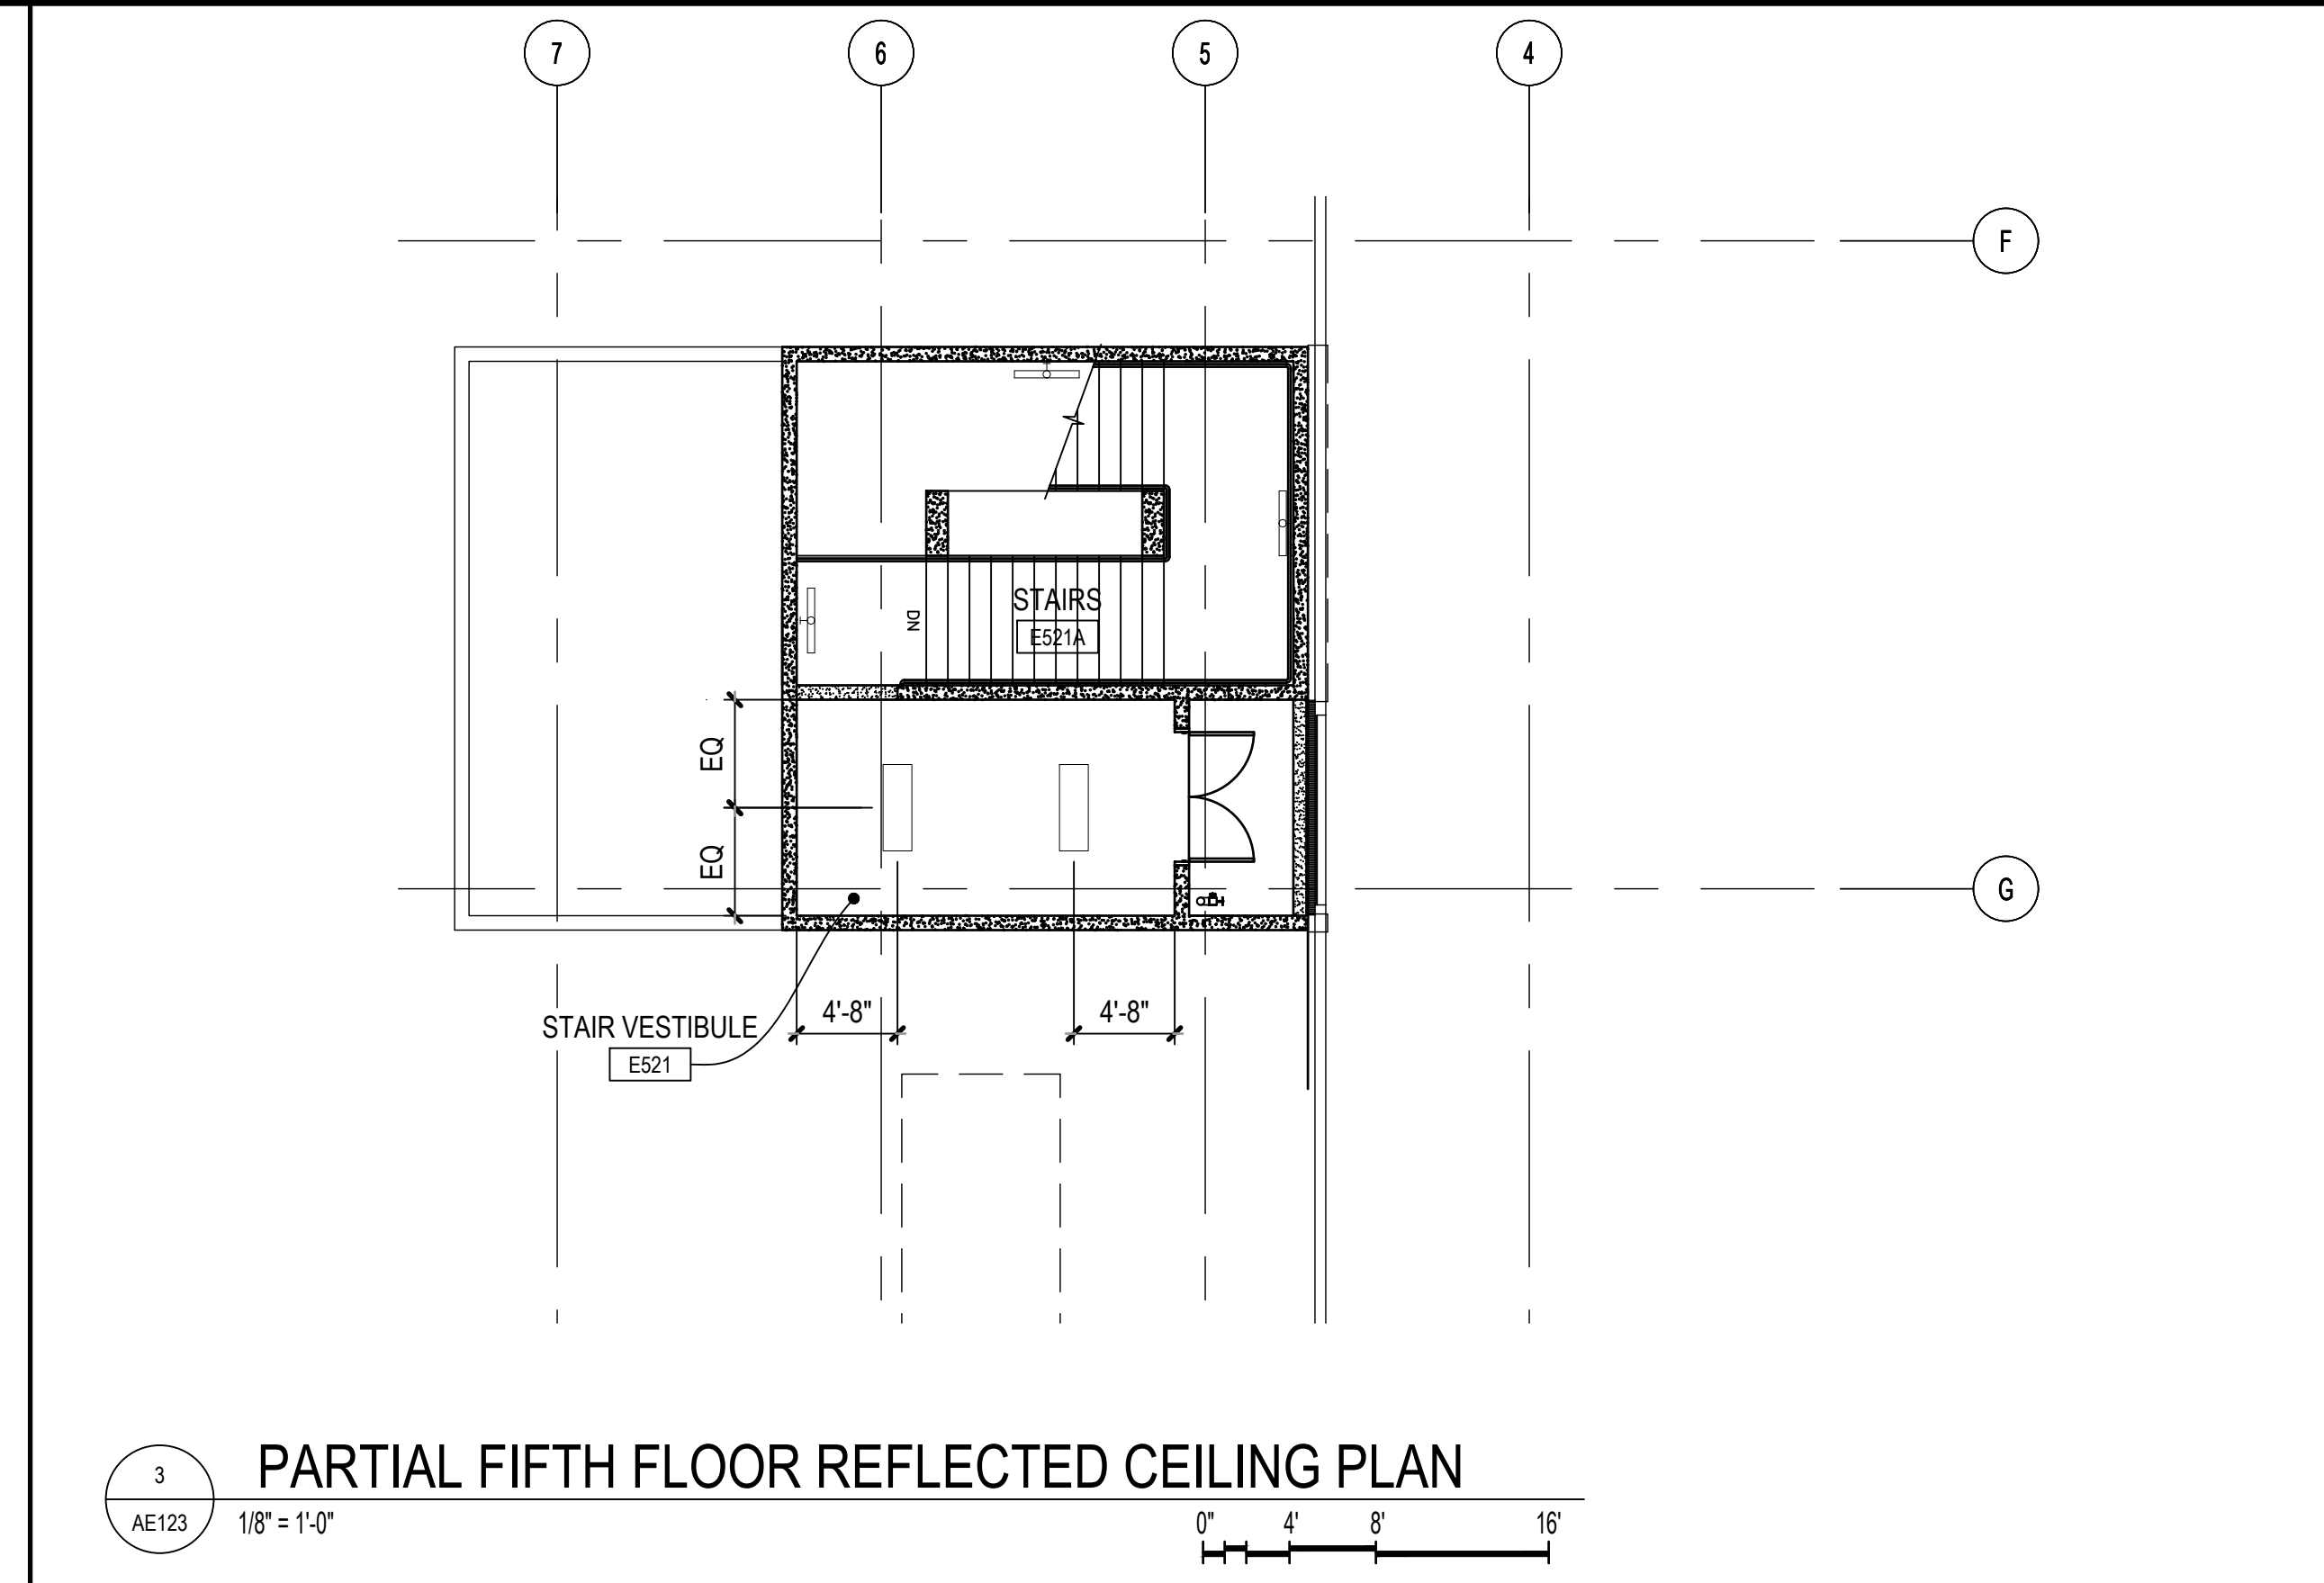 7
6
5
4
F
STAIRS
E521A
DN
EQ
EQ
G
4'-8"
4'-8"
STAIR VESTIBULE
E521
3
AE123
PARTIAL FIFTH FLOOR REFLECTED CEILING PLAN
1/8" = 1'-0"
0" 4' 8' 16'